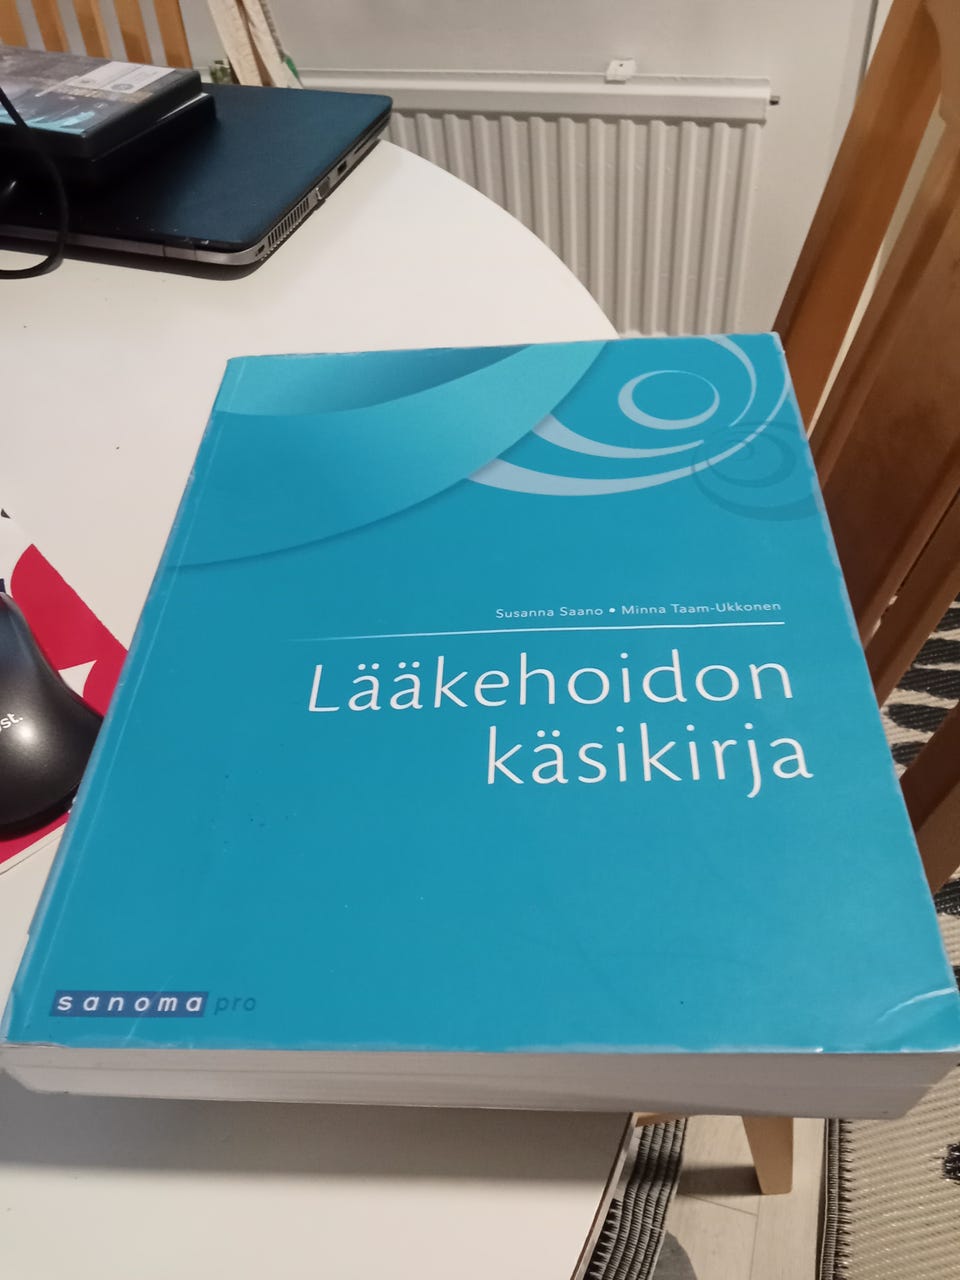 Susanna Saano • Minna Taam-Ukkonen
Lääkehoidon
käsikirja
sanoma pro